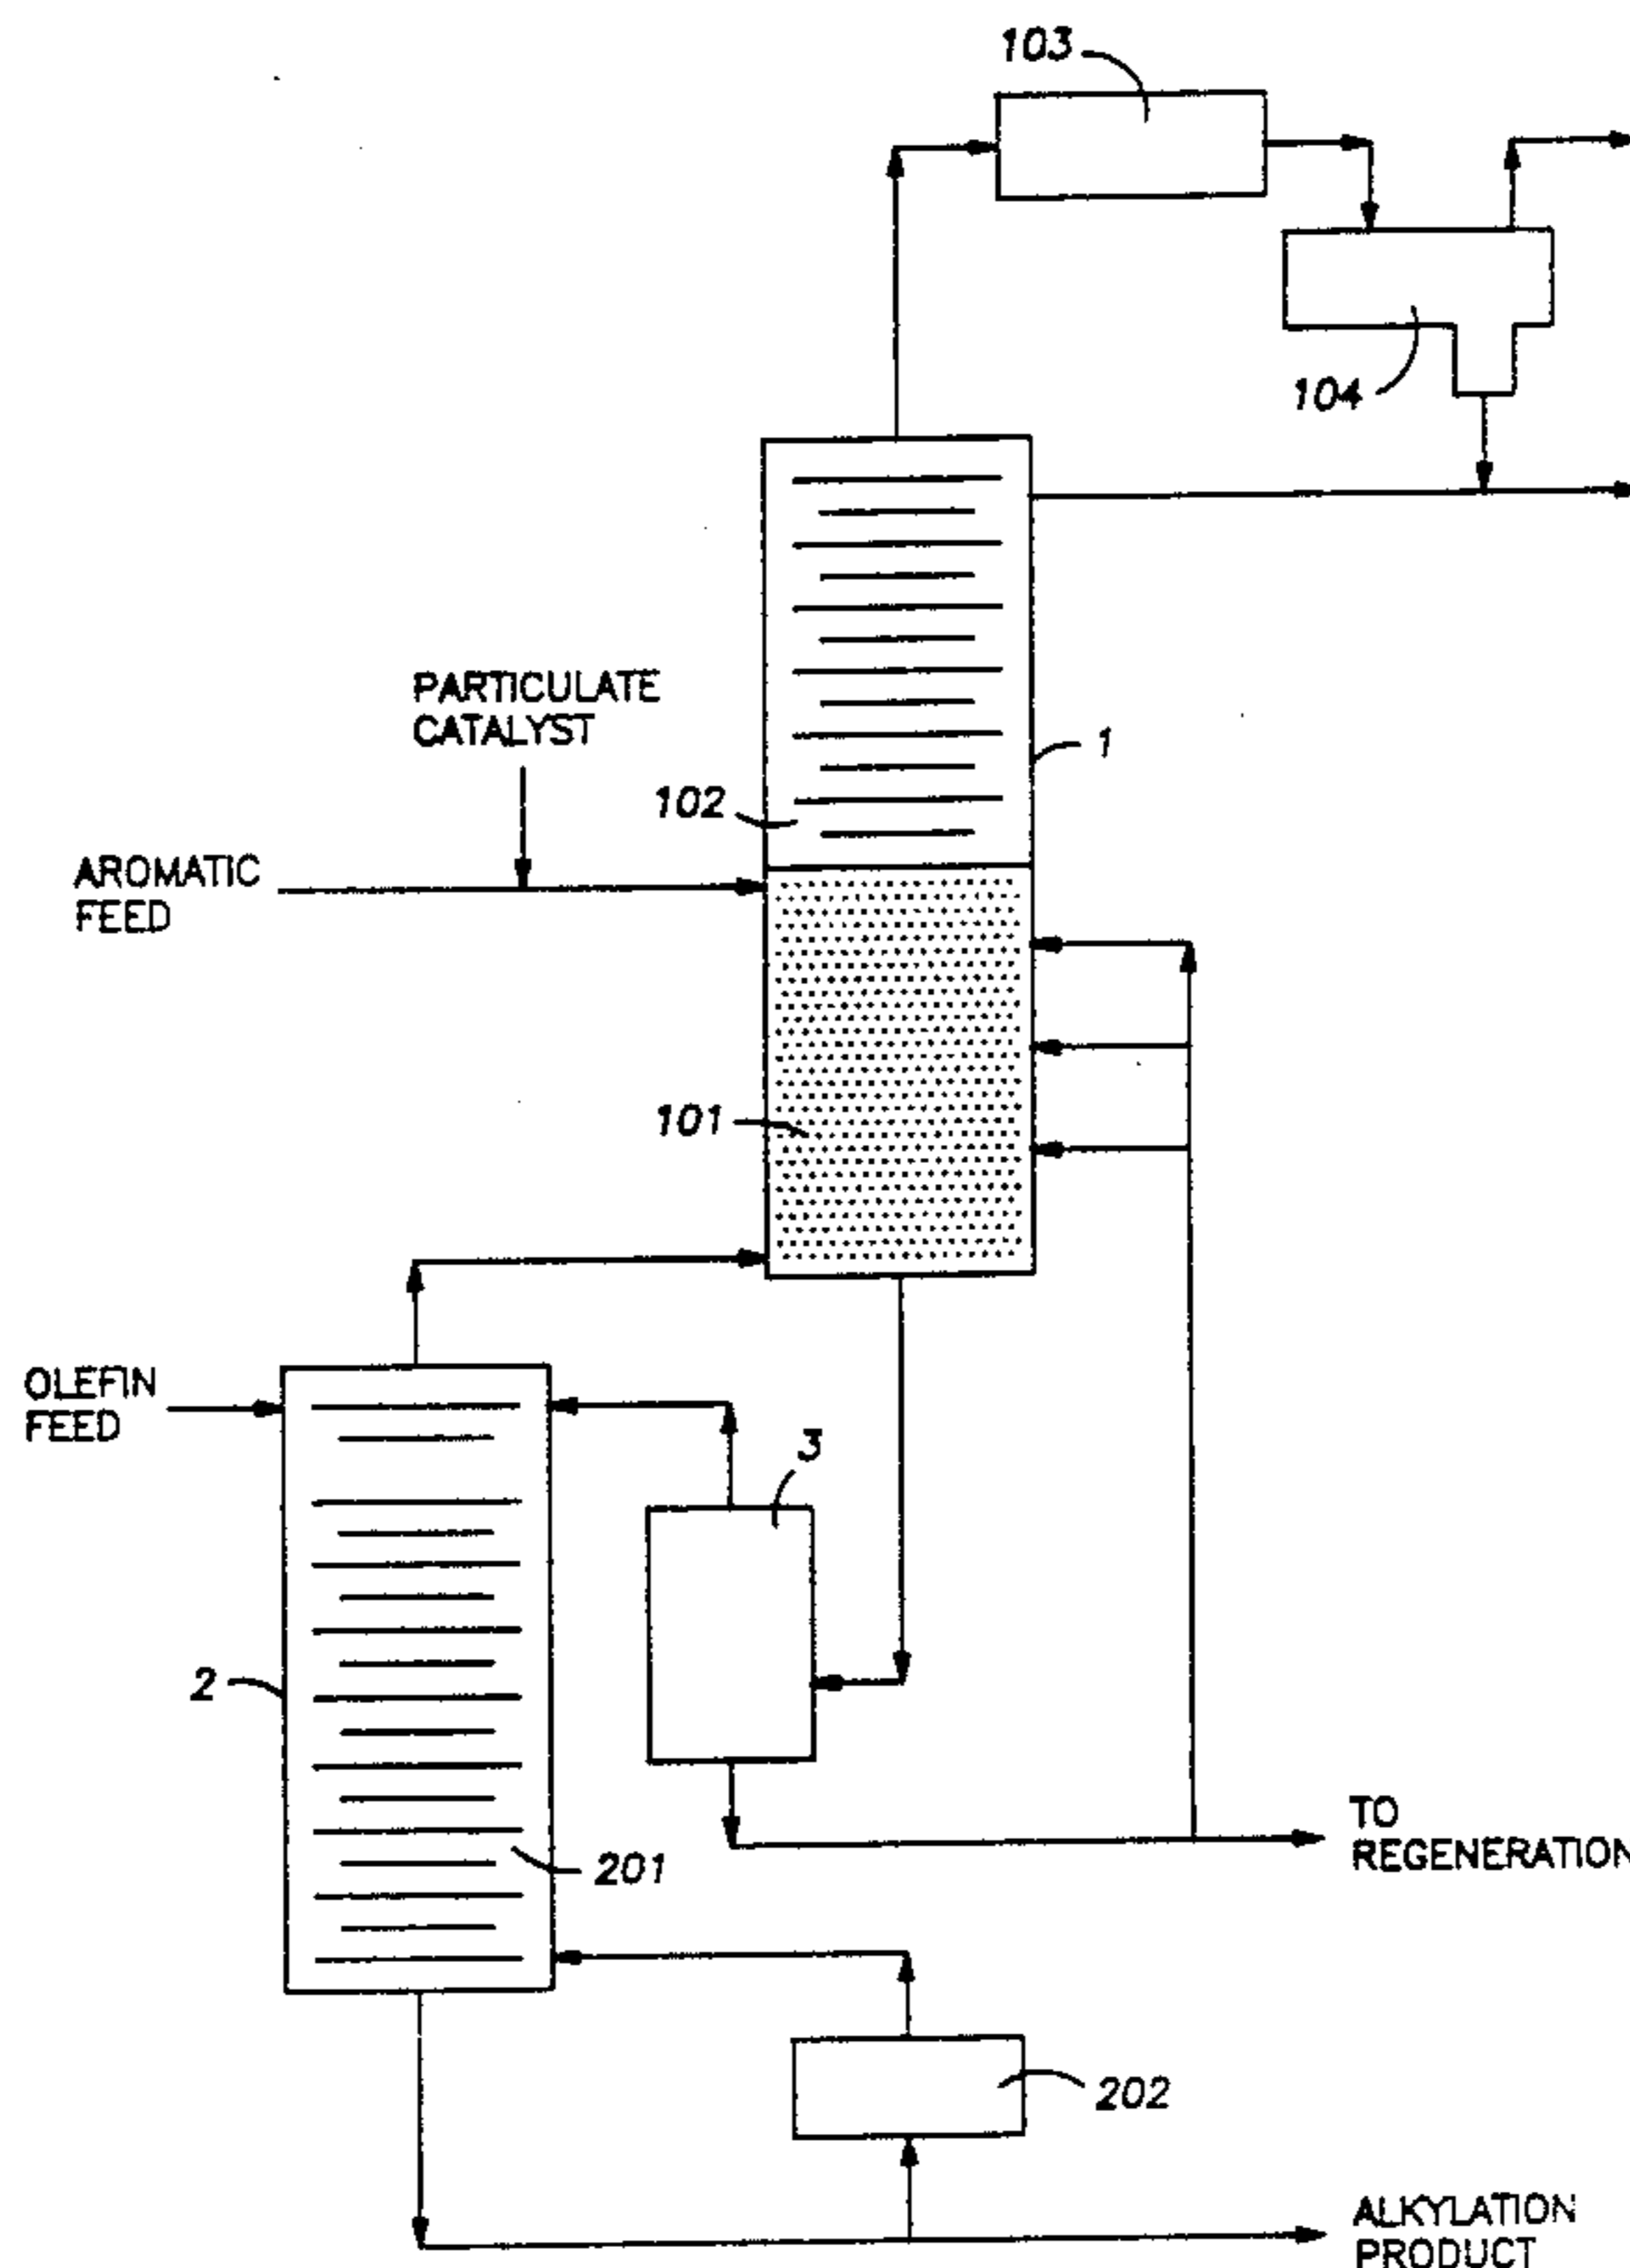 103
104
PARTICULATE
CATALYST
1
102
AROMATIC
FEED
101
OLEFIN
FEED
3
2
TO
REGENERATION
201
202
ALKYLATION
PRODUCT